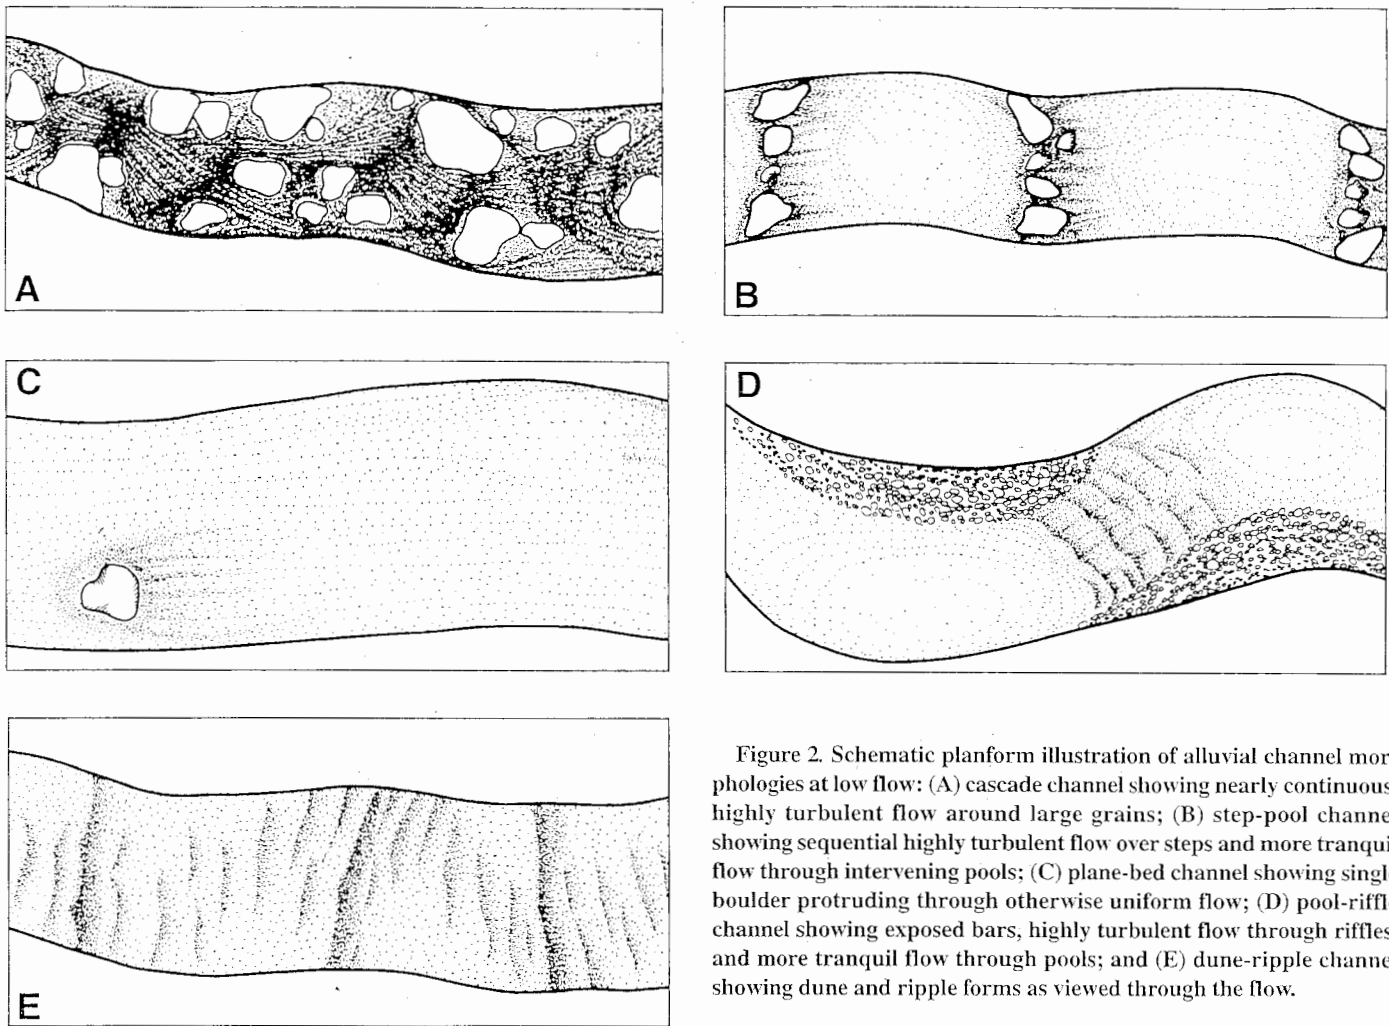 A
B
C
D
E
Figure 2. Schematic planform illustration of alluvial channel mor
phologies at low flow: (A) cascade channel showing nearly continuous
highly turbulent flow around large grains; (B) step-pool channe
showing sequential highly turbulent flow over steps and more tranqui
flow through intervening pools; (C) plane-bed channel showing singl
boulder protruding through otherwise uniform flow; (D) pool-riffl
channel showing exposed bars, highly turbulent flow through riffles
and more tranquil flow through pools; and (E) dune-ripple channe
showing dune and ripple forms as viewed through the flow.